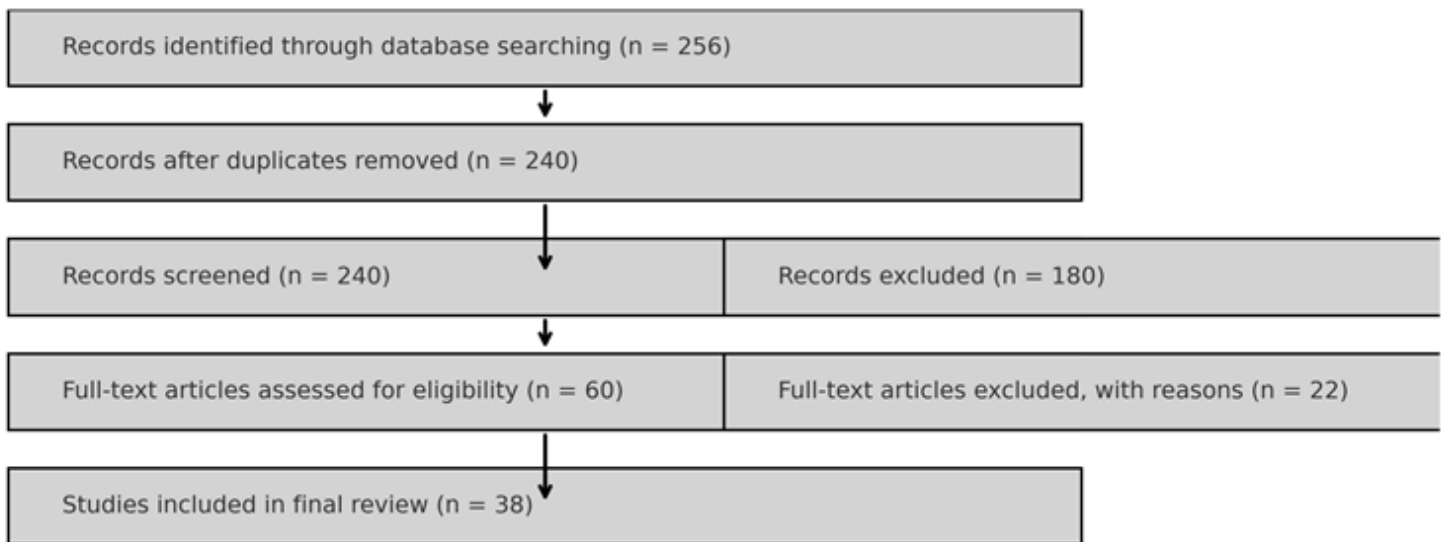 Records identified through database searching (n = 256)
Records after duplicates removed (n = 240)
Records screened (n = 240)
Records excluded (n = 180)
Full-text articles assessed for eligibility (n = 60)
Full-text articles excluded, with reasons (n = 22)
Studies included in final review (n = 38)